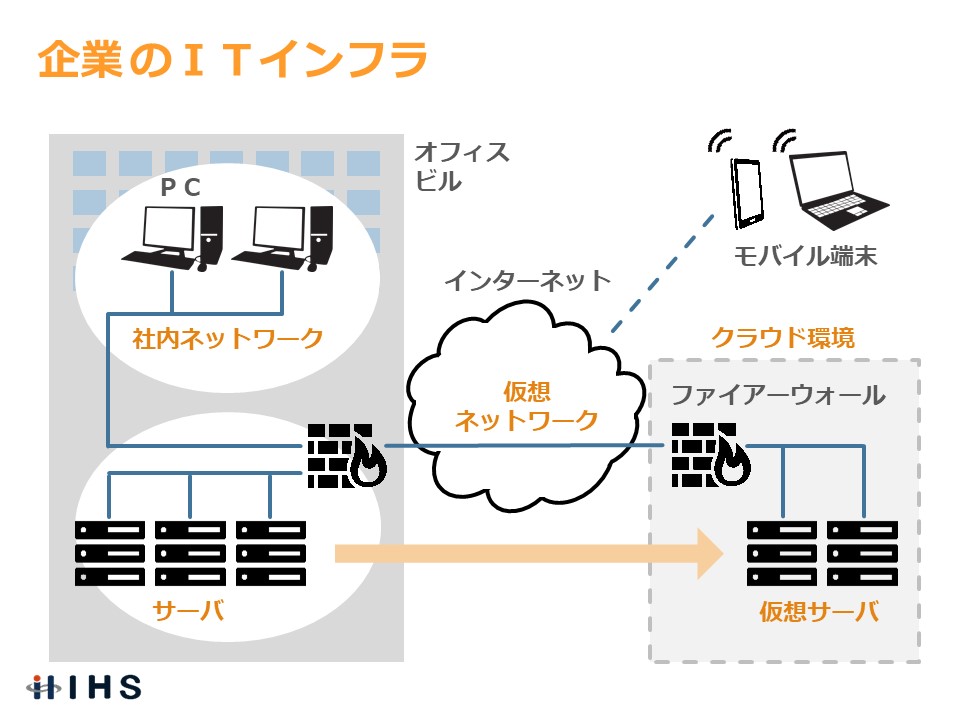 企業のＩＴインフラ
オフィス
ビル
ＰＣ
モバイル端末
インターネット
社内ネットワーク
クラウド環境
仮想
ネットワーク
ファイアーウォール
サーバ
仮想サーバ
IHS